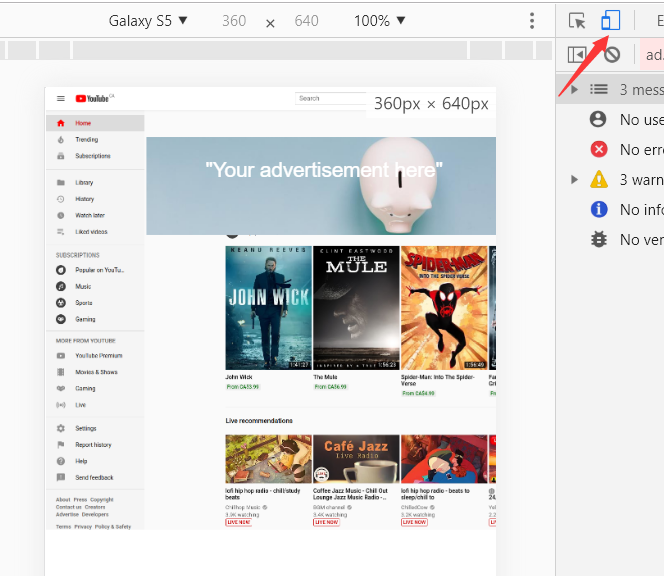 Galaxy S5 ▼ 360 × 640 100% ▼
ad.
360px × 640px
3 mess
No use
No erro
3 warn
No info
No ver
YouTube CA
Search
Home
Trending
Subscriptions
Library
History
Watch later
Liked videos
SUBSCRIPTIONS
Popular on YouTu...
Music
Sports
Gaming
MORE FROM YOUTUBE
YouTube Premium
Movies & Shows
Gaming
Live
Settings
Report history
Help
Send feedback
About Press Copyright
Contact us Creators
Advertise Developers
Terms Privacy Policy & Safety
"Your advertisement here"
KEANU REEVES
JOHN WICK
1:41:27
CLINT EASTWOOD
THE MULE
1:56:23
SPIDER-MAN
INTO THE SPIDER-VERSE
1:56:49
John Wick
From CA$3.99
The Mule
From CA$6.99
Spider-Man: Into The Spider-
Verse
From CA$4.99
Live recommendations
Café Jazz
live Radio
lofi hip hop radio - chill/study
beats
Chillhop Music
3.9K watching
LIVE NOW
Coffee Jazz Music - Chill Out
Lounge Jazz Music Radio...
BGM channel
3.4K watching
LIVE NOW
lofi hip hop radio - beats to
sleep/chill to
ChilledCow
3.2K watching
LIVE NOW